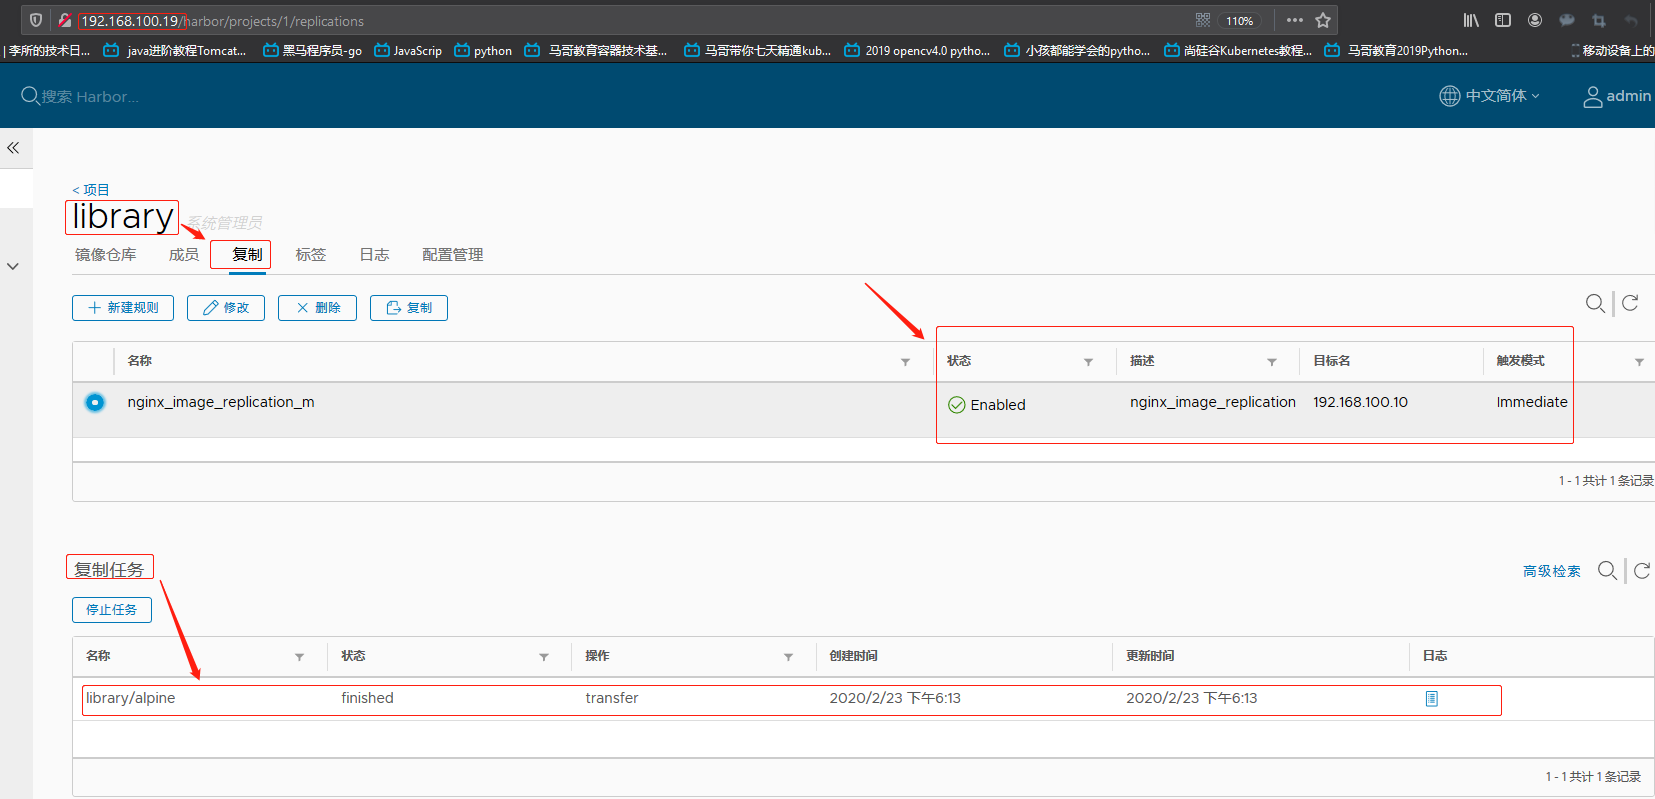 192.168.100.19/harbor/projects/1/replications
110%
李所的技术日... java进阶教程Tomcat... 黑马程序员-go JavaScrip python 马哥教育容器技术基... 马哥带你七天精通kub... 2019 opencv4.0 pytho... 小孩都能学会的pytho... 尚硅谷Kubernetes教程... 马哥教育2019Python... 移动设备上的
搜索 Harbor... 中文简体 admin
< 项目
library 系统管理员
镜像仓库 成员 复制 标签 日志 配置管理
新建规则 修改 删除 复制
名称 状态 描述 目标名 触发模式
nginx_image_replication_m Enabled nginx_image_replication 192.168.100.10 Immediate
1 - 1 共计 1 条记录
复制任务 高级检索
停止任务
名称 状态 操作 创建时间 更新时间 日志
library/alpine finished transfer 2020/2/23 下午6:13 2020/2/23 下午6:13
1 - 1 共计 1 条记录